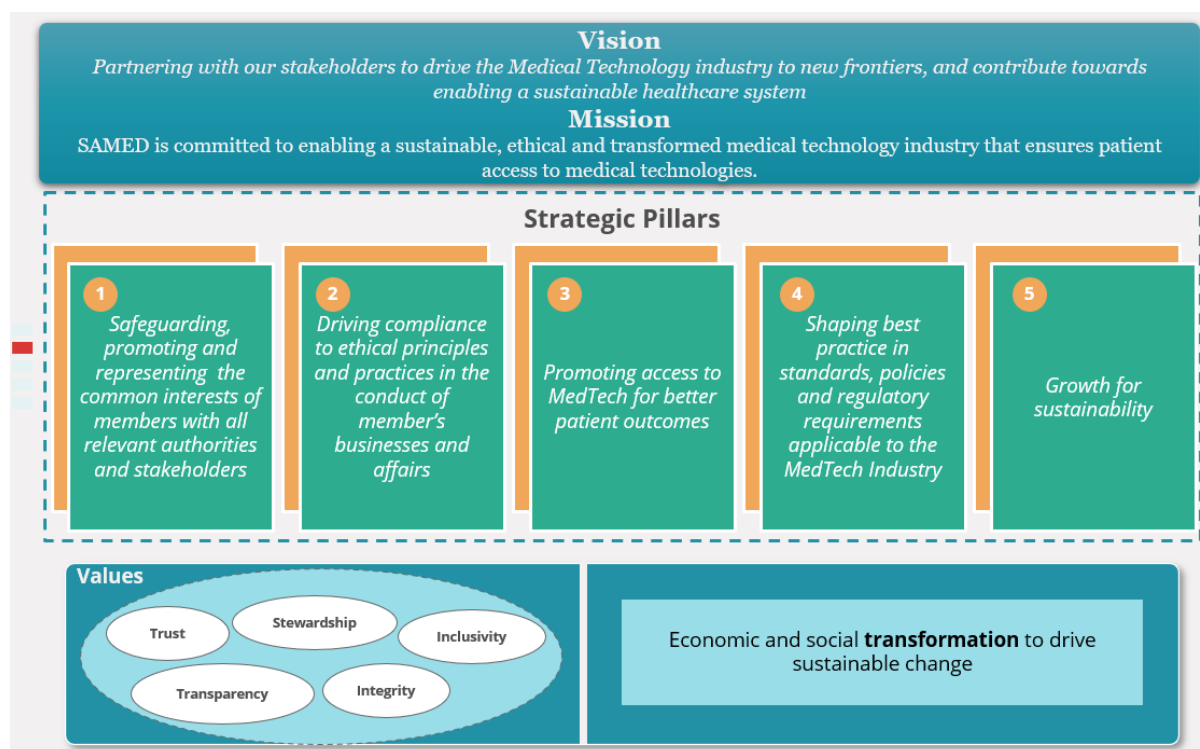 Vision
Partnering with our stakeholders to drive the Medical Technology industry to new frontiers, and contribute towards
enabling a sustainable healthcare system
Mission
SAMED is committed to enabling a sustainable, ethical and transformed medical technology industry that ensures patient
access to medical technologies.
Strategic Pillars
1
Safeguarding,
promoting and
representing the
common interests of
members with all
relevant authorities
and stakeholders
2
Driving compliance
to ethical principles
and practices in the
conduct of
member's
businesses and
affairs
3
Promoting access to
MedTech for better
patient outcomes
4
Shaping best
practice in
standards, policies
and regulatory
requirements
applicable to the
MedTech Industry
5
Growth for
sustainability
Values
Trust
Stewardship
Inclusivity
Transparency
Integrity
Economic and social transformation to drive
sustainable change